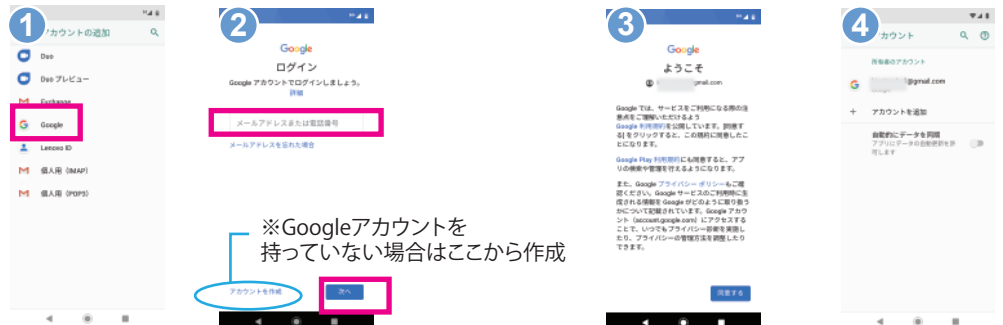 1
アカウントの追加
Duo
Duo プレビュー
Exchange
Google
Lenovo ID
個人用 (IMAP)
個人用 (POP3)
2
Google
ログイン
Google アカウントでログインしましょう。
詳細
メールアドレスまたは電話番号
メールアドレスを忘れた場合
※Googleアカウントを
持っていない場合はここから作成
アカウントを作成
次へ
3
Google
ようこそ
gmail.com
Google では、サービスをご利用になる際の注
意点をご理解いただけるよう
Google 利用規約を公開しています。[同意す
る] をクリックすると、この規約に同意したこ
とになります。
Google Play 利用規約にも同意すると、アプ
リの検索や管理を行えるようになります。
また、Google プライバシー ポリシーもご確
認ください。Google サービスのご利用時に生
成される情報を Google がどのように取り扱う
かについて記載されています。Google アカウ
ント (account.google.com) にアクセスする
ことで、いつでもプライバシー診断を実施し
たり、プライバシーの管理方法を調整したり
できます。
同意する
4
アカウント
所有者のアカウント
@gmail.com
アカウントを追加
自動的にデータを同期
アプリにデータの自動更新を許
可します